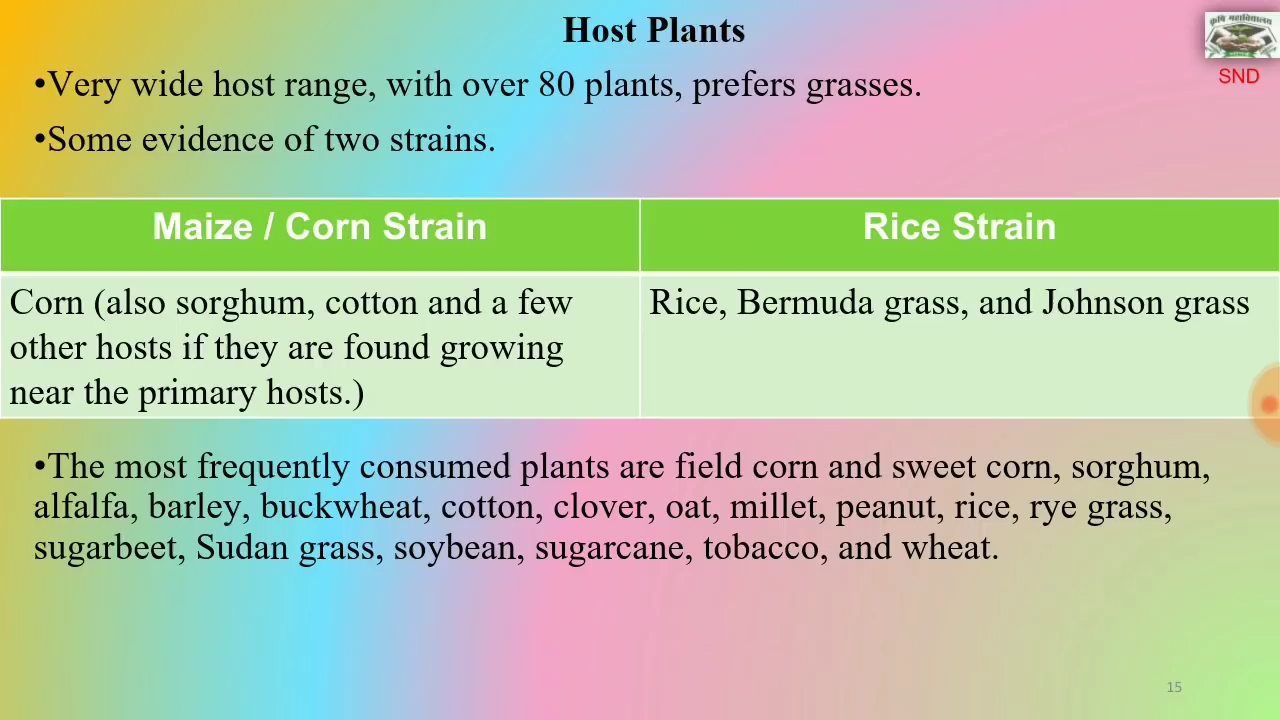 Host Plants
कृषि महाविद्यालय
SND
•Very wide host range, with over 80 plants, prefers grasses.
•Some evidence of two strains.
Maize / Corn Strain
Rice Strain
Corn (also sorghum, cotton and a few
other hosts if they are found growing
near the primary hosts.)
Rice, Bermuda grass, and Johnson grass
•The most frequently consumed plants are field corn and sweet corn, sorghum,
alfalfa, barley, buckwheat, cotton, clover, oat, millet, peanut, rice, rye grass,
sugarbeet, Sudan grass, soybean, sugarcane, tobacco, and wheat.
15